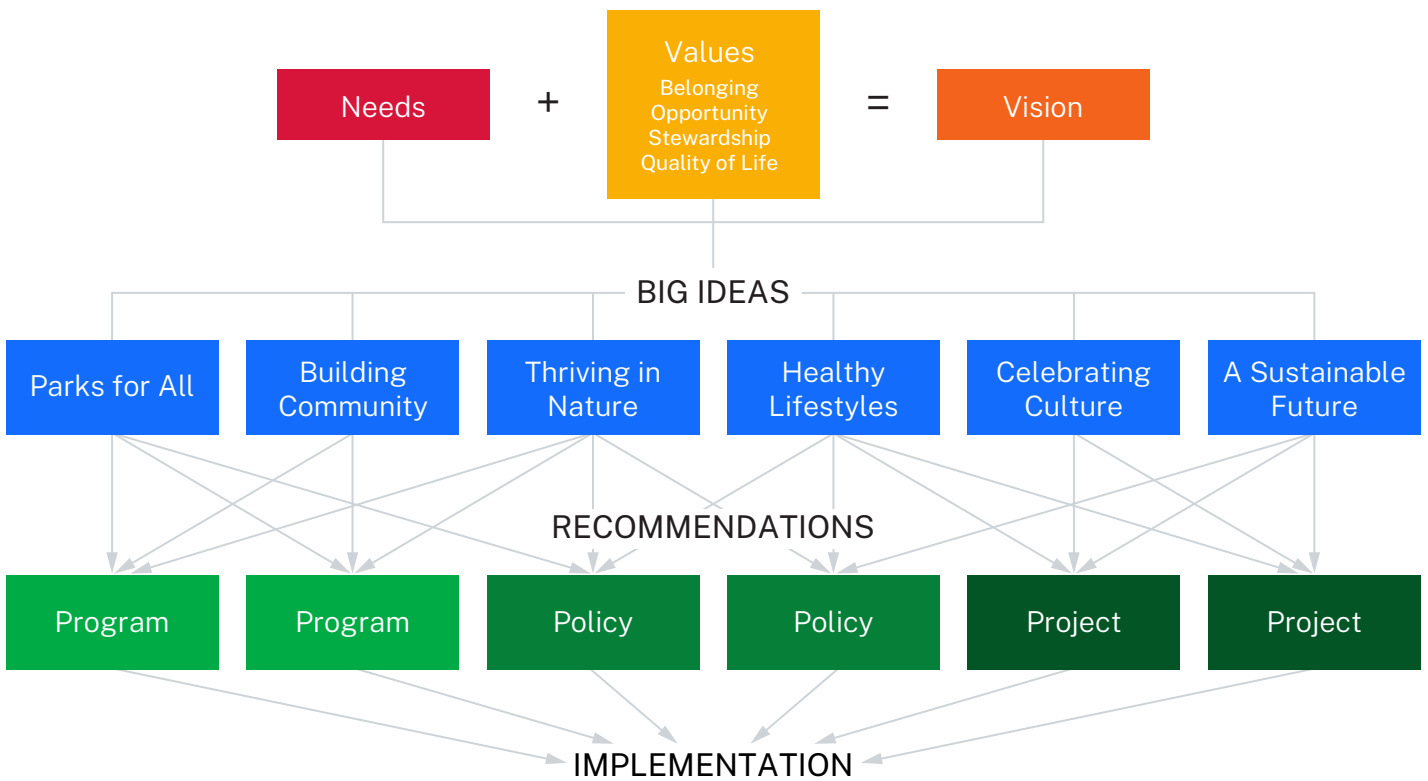 Needs
+
Values
Belonging
Opportunity
Stewardship
Quality of Life
=
Vision
BIG IDEAS
Parks for All
Building
Community
Thriving in
Nature
Healthy
Lifestyles
Celebrating
Culture
A Sustainable
Future
RECOMMENDATIONS
Program
Program
Policy
Policy
Project
Project
IMPLEMENTATION